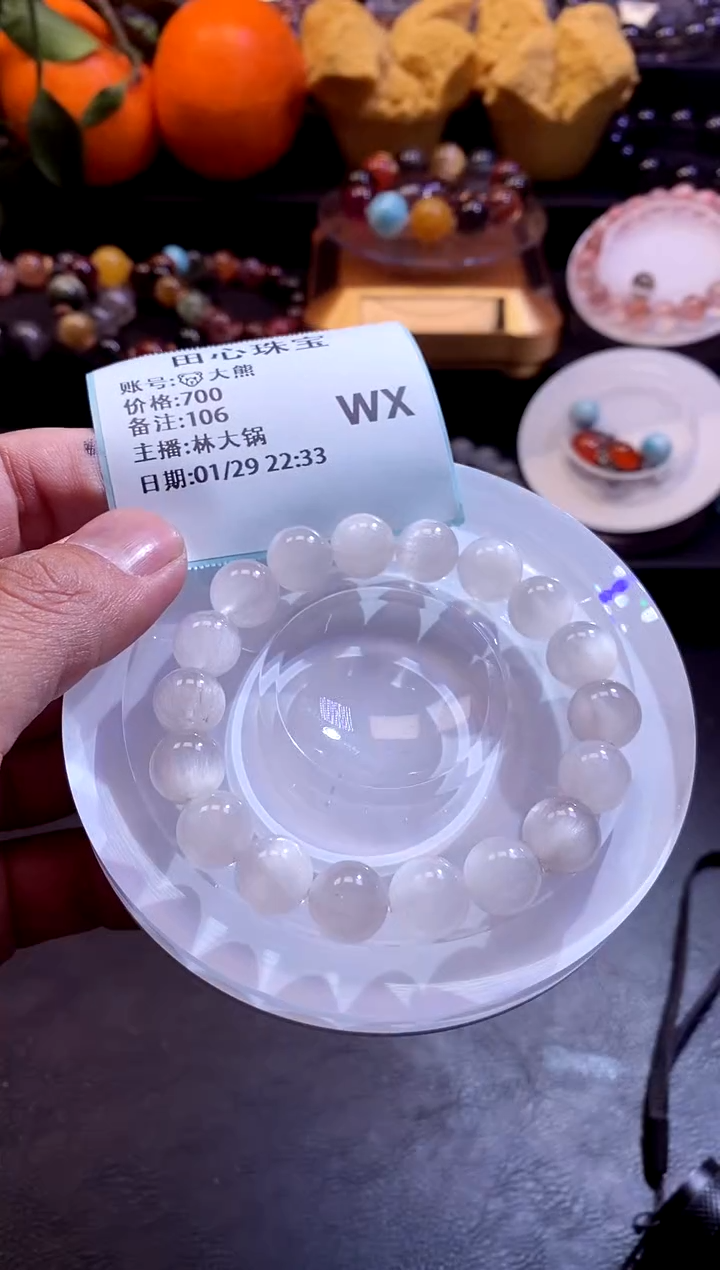 田心珠宝
账号:🐻大熊
价格:700
备注:106
WX
主播:林大锅
日期:01/29 22:33